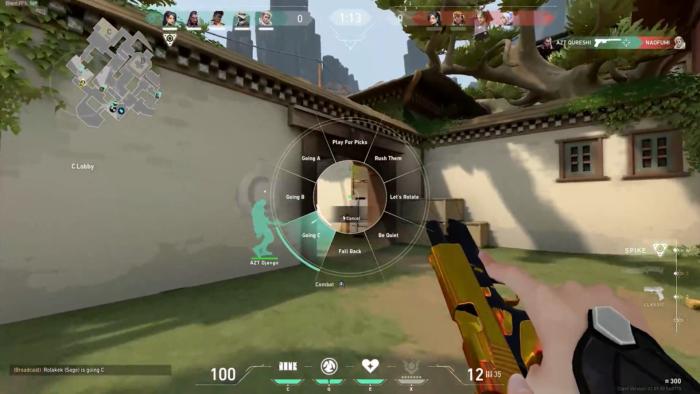 0
1:13
AZT QURESHI NAOFUMI
C
C Lobby
Play For Picks
Going A
Rush Them
Going B
Let's Rotate
Cancel
Going C
Be Quiet
Fall Back
AZT Django
Combat
SPIKE
CLASSIC
(Broadcast) Rolakek (Sage) is going C
100
12
35
C
Q
E
X
300